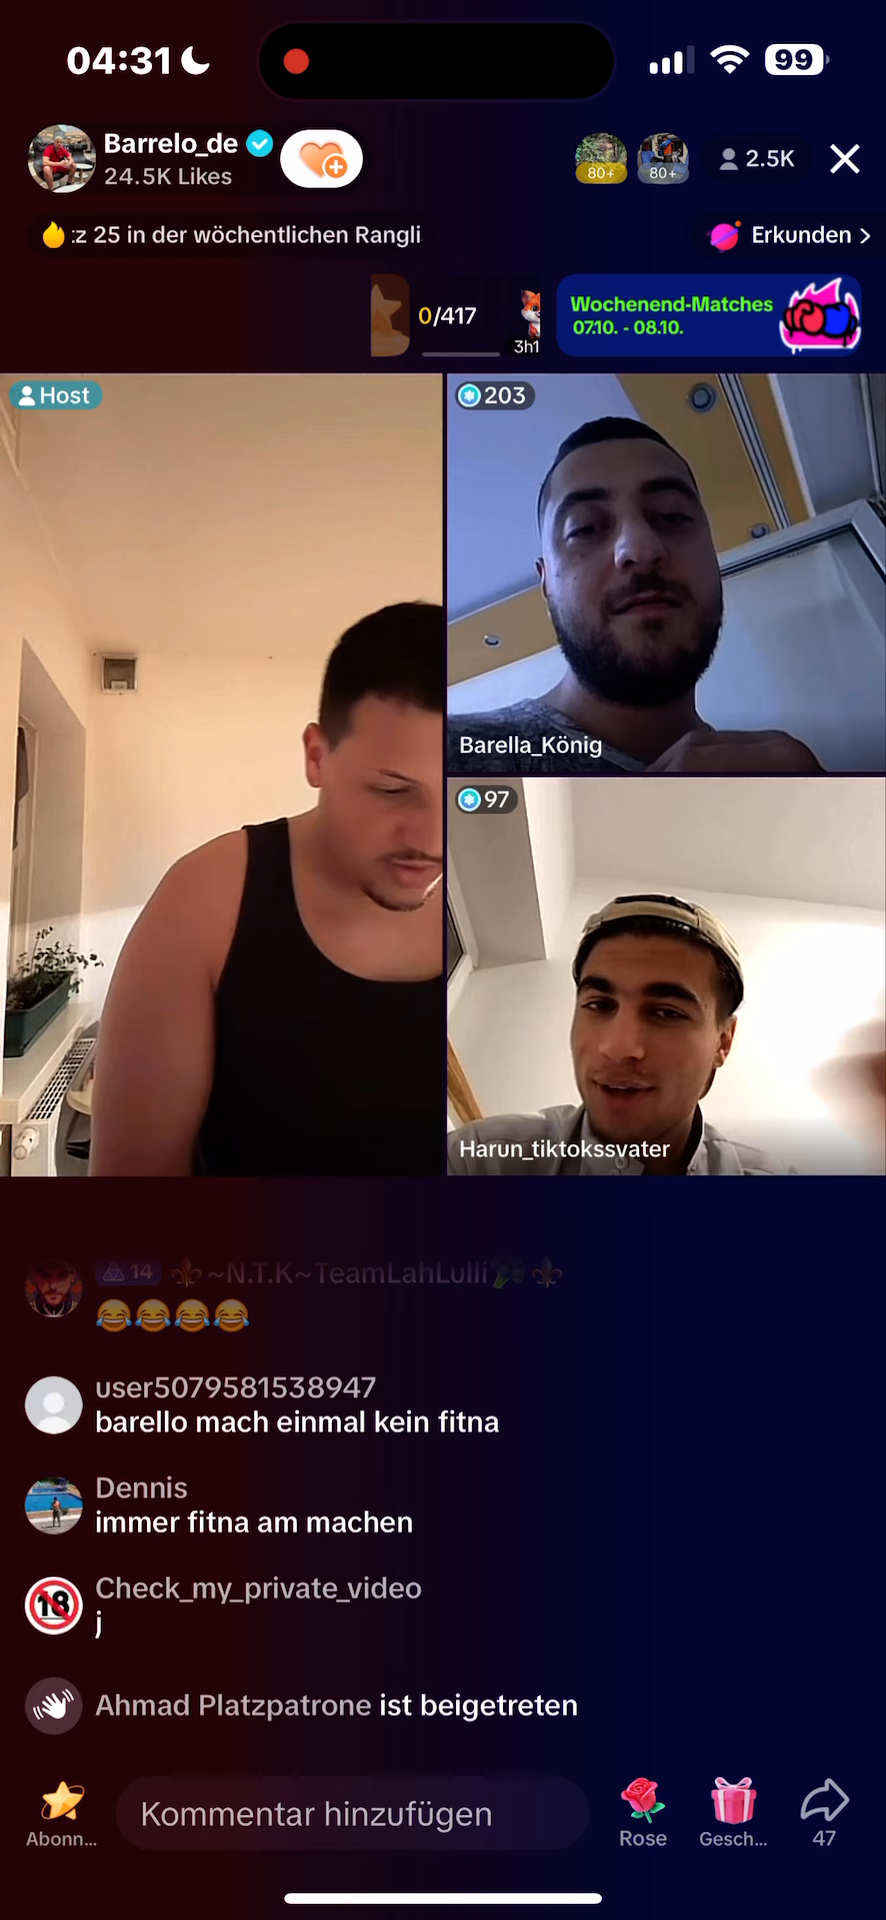 04:31
99
Barrelo_de
24.5K Likes
80+
80+
2.5K
:z 25 in der wöchentlichen Rangli
Erkunden >
0/417
3h1
Wochenend-Matches
07.10. - 08.10.
Host
203
Barella_König
97
Harun_tiktokssvater
14 ⚜️~N.T.K~TeamLahLulli🥦⚜️
😂😂😂😂
user5079581538947
barello mach einmal kein fitna
Dennis
immer fitna am machen
18
Check_my_private_video
j
Ahmad Platzpatrone ist beigetreten
Kommentar hinzufügen
Abonn...
Rose
Gesch...
47